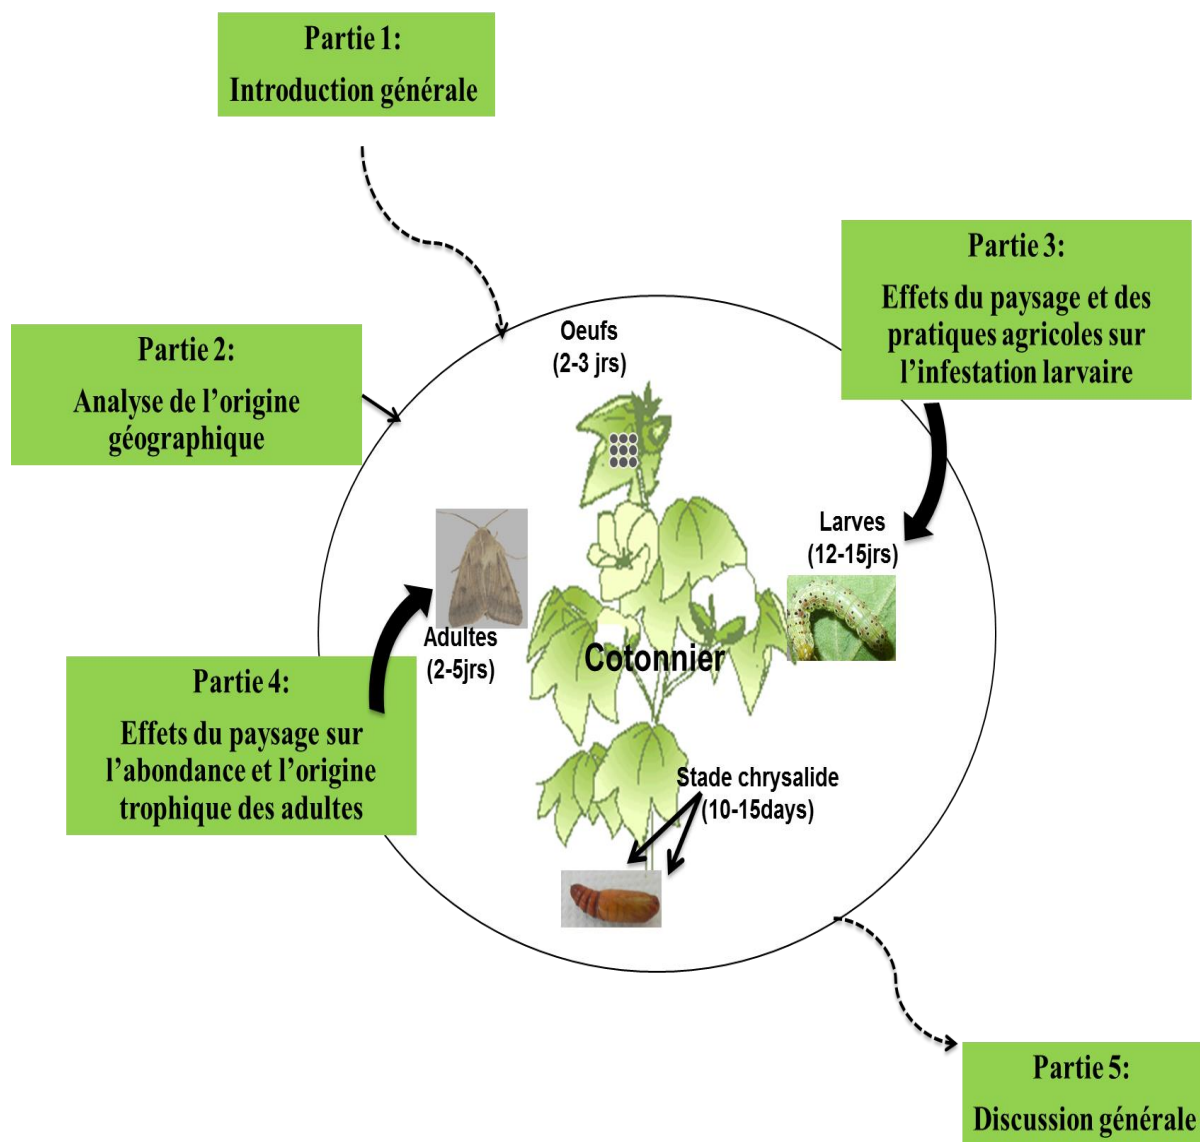 Partie 1:
Introduction générale
Partie 2:
Analyse de l’origine
géographique
Partie 3:
Effets du paysage et des
pratiques agricoles sur
l’infestation larvaire
Oeufs
(2-3 jrs)
Larves
(12-15jrs)
Adultes
(2-5jrs)
Cotonnier
Partie 4:
Effets du paysage sur
l’abondance et l’origine
trophique des adultes
Stade chrysalide
(10-15days)
Partie 5:
Discussion générale